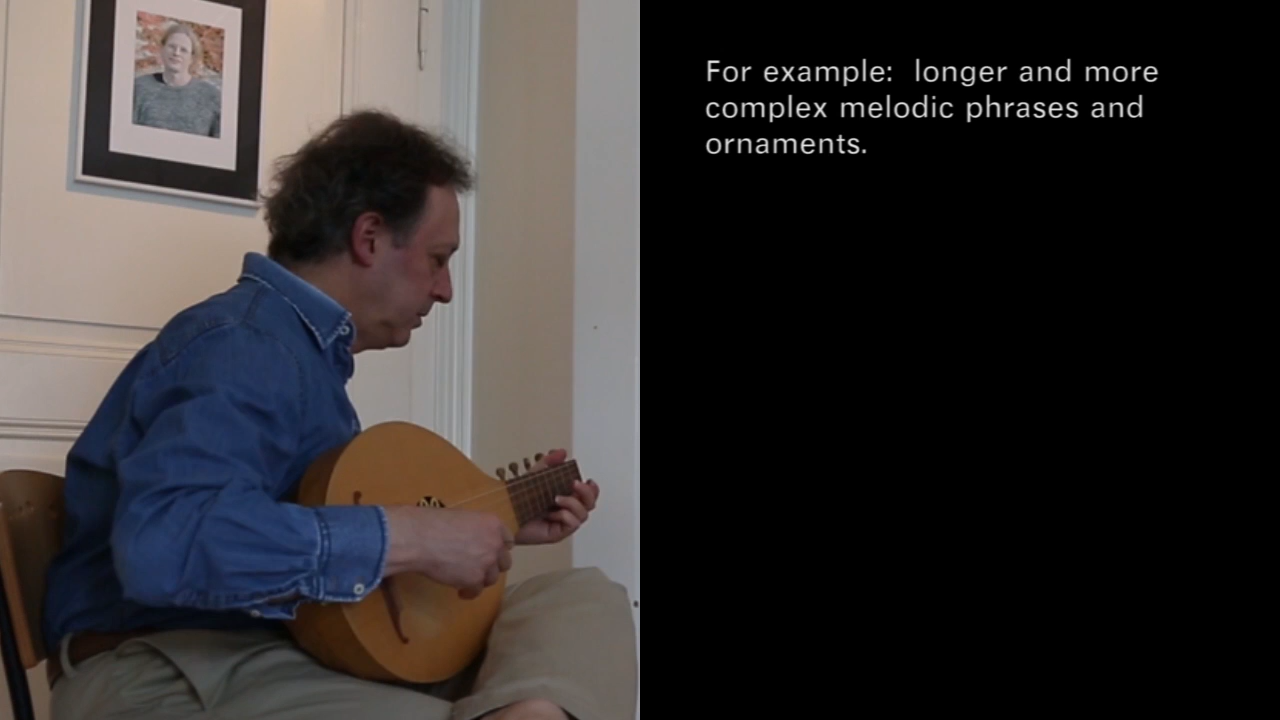 For example:  longer and more
complex melodic phrases and
ornaments.